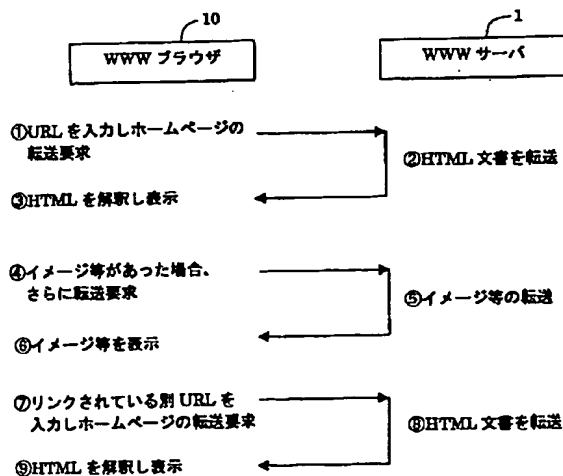 10
1
WWW ブラウザ
WWW サーバ
①URL を入力しホームページの
転送要求
②HTML 文書を転送
③HTML を解釈し表示
④イメージ等があった場合、
さらに転送要求
⑤イメージ等の転送
⑥イメージ等を表示
⑦リンクされている別 URL を
入力しホームページの転送要求
⑧HTML 文書を転送
⑨HTML を解釈し表示